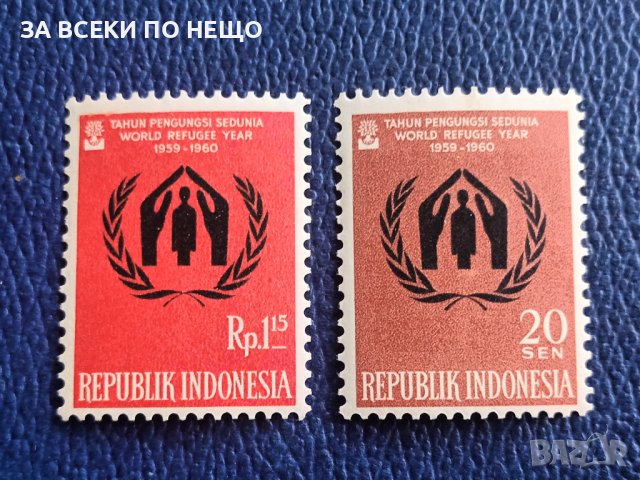 ЗА ВСЕКИ ПО НЕЩО
TAHUN PENGUNGSI SEDUNIA
WORLD REFUGEE YEAR
1959-1960
Rp.1 15
REPUBLIK INDONESIA
TAHUN PENGUNGSI SEDUNIA
WORLD REFUGEE YEAR
1959-1960
20
SEN
REPUBLIK INDONESIA
BAZAR